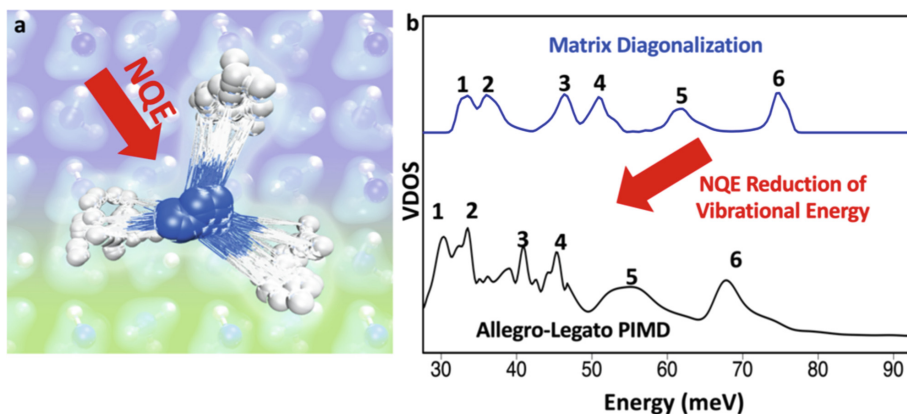 a
NQE
b
Matrix Diagonalization
1 2 3 4 5 6
NQE Reduction of
Vibrational Energy
VDOS
1 2 3 4 5 6
Allegro-Legato PIMD
30 40 50 60 70 80 90
Energy (meV)